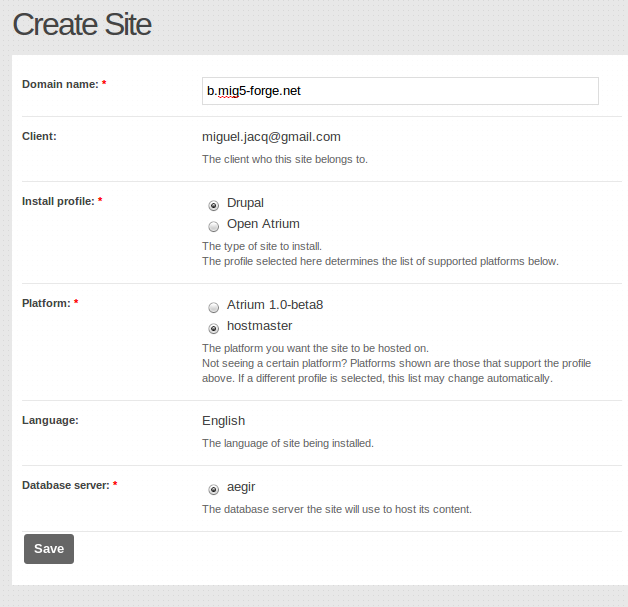 Create Site
Domain name: *
b.mig5-forge.net
Client:
miguel.jacq@gmail.com
The client who this site belongs to.
Install profile: *
Drupal
Open Atrium
The type of site to install.
The profile selected here determines the list of supported platforms below.
Platform: *
Atrium 1.0-beta8
hostmaster
The platform you want the site to be hosted on.
Not seeing a certain platform? Platforms shown are those that support the profile
above. If a different profile is selected, this list may change automatically.
Language:
English
The language of site being installed.
Database server: *
aegir
The database server the site will use to host its content.
Save